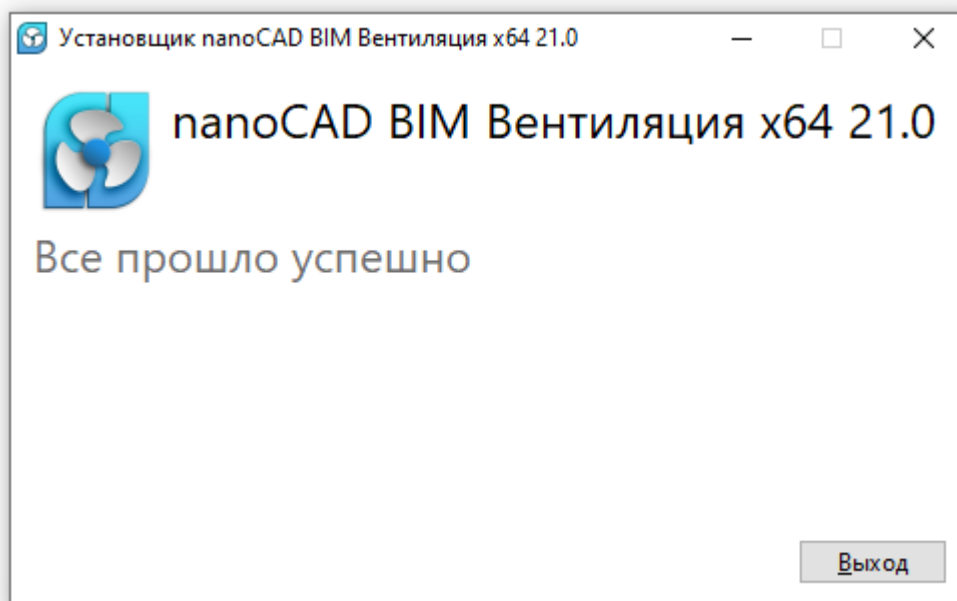 Установщик nanoCAD BIM Вентиляция x64 21.0
nanoCAD BIM Вентиляция x64 21.0
Все прошло успешно
Выход